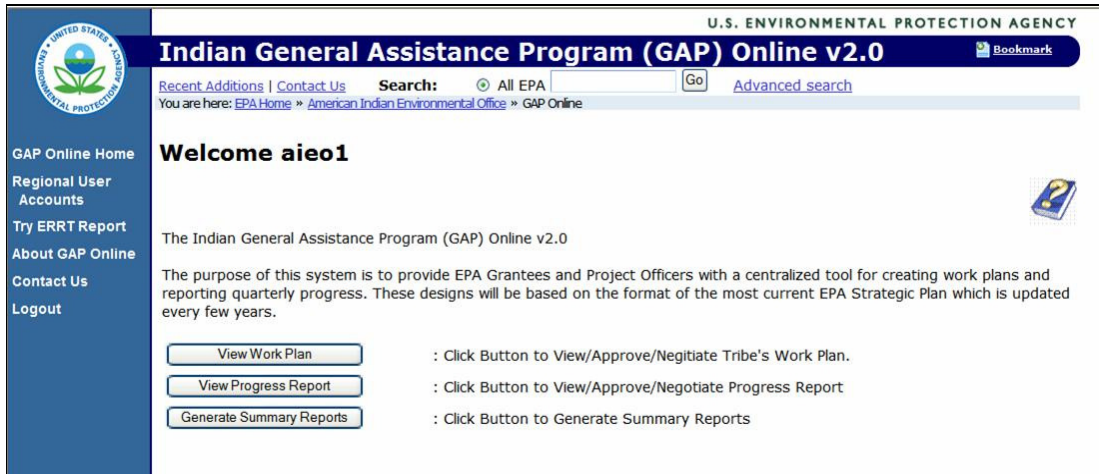 U.S. ENVIRONMENTAL PROTECTION AGENCY
UNITED STATES
ENVIRONMENTAL PROTECTION AGENCY
Indian General Assistance Program (GAP) Online v2.0
Bookmark
Recent Additions | Contact Us Search: All EPA Go Advanced search
You are here: EPA Home » American Indian Environmental Office » GAP Online
GAP Online Home
Regional User
Accounts
Try ERRT Report
About GAP Online
Contact Us
Logout
Welcome aieo1
The Indian General Assistance Program (GAP) Online v2.0
The purpose of this system is to provide EPA Grantees and Project Officers with a centralized tool for creating work plans and
reporting quarterly progress. These designs will be based on the format of the most current EPA Strategic Plan which is updated
every few years.
View Work Plan : Click Button to View/Approve/Negitiate Tribe's Work Plan.
View Progress Report : Click Button to View/Approve/Negotiate Progress Report
Generate Summary Reports : Click Button to Generate Summary Reports